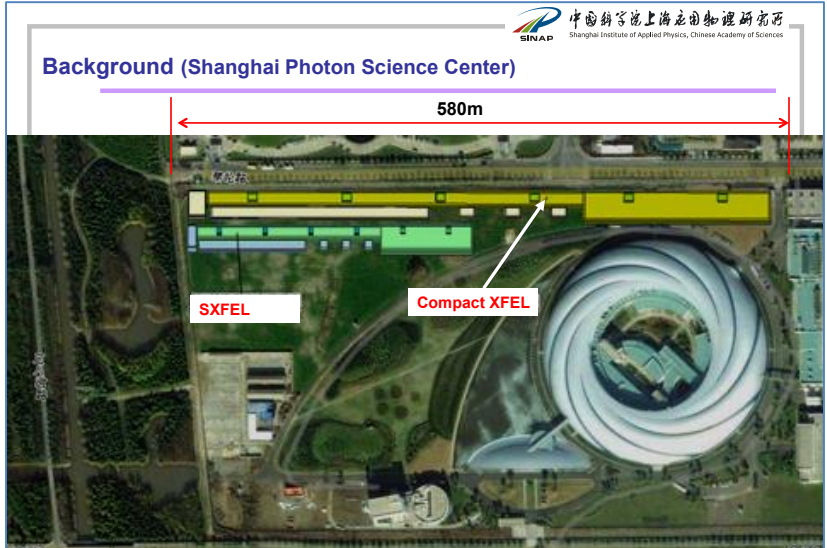 中国科学院上海应用物理研究所
SINAP
Shanghai Institute of Applied Physics, Chinese Academy of Sciences
Background (Shanghai Photon Science Center)
580m
SXFEL
Compact XFEL